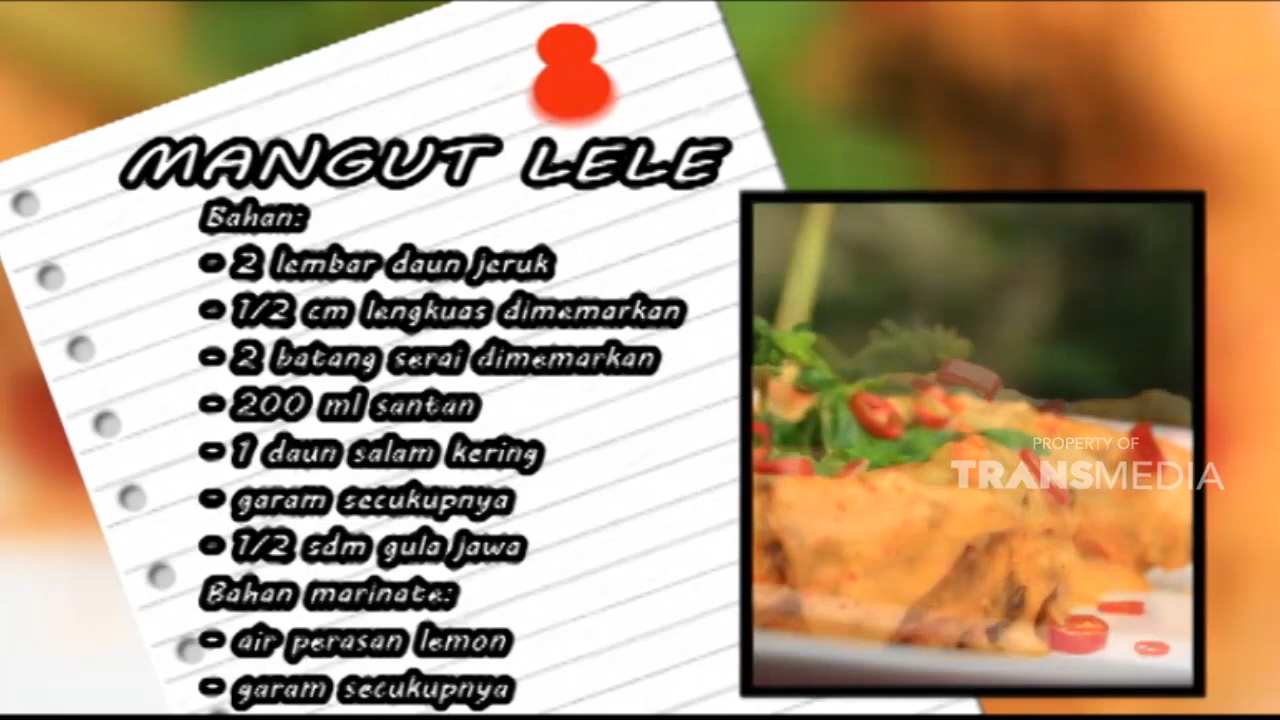 MANGUT LELE
Bahan:
- 2 lembar daun jeruk
- 1/2 cm lengkuas dimemarkan
- 2 batang serai dimemarkan
- 200 ml santan
- 1 daun salam kering
- garam secukupnya
- 1/2 sdm gula jawa
Bahan marinate:
- air perasan lemon
- garam secukupnya
PROPERTY OF
TRANSMEDIA